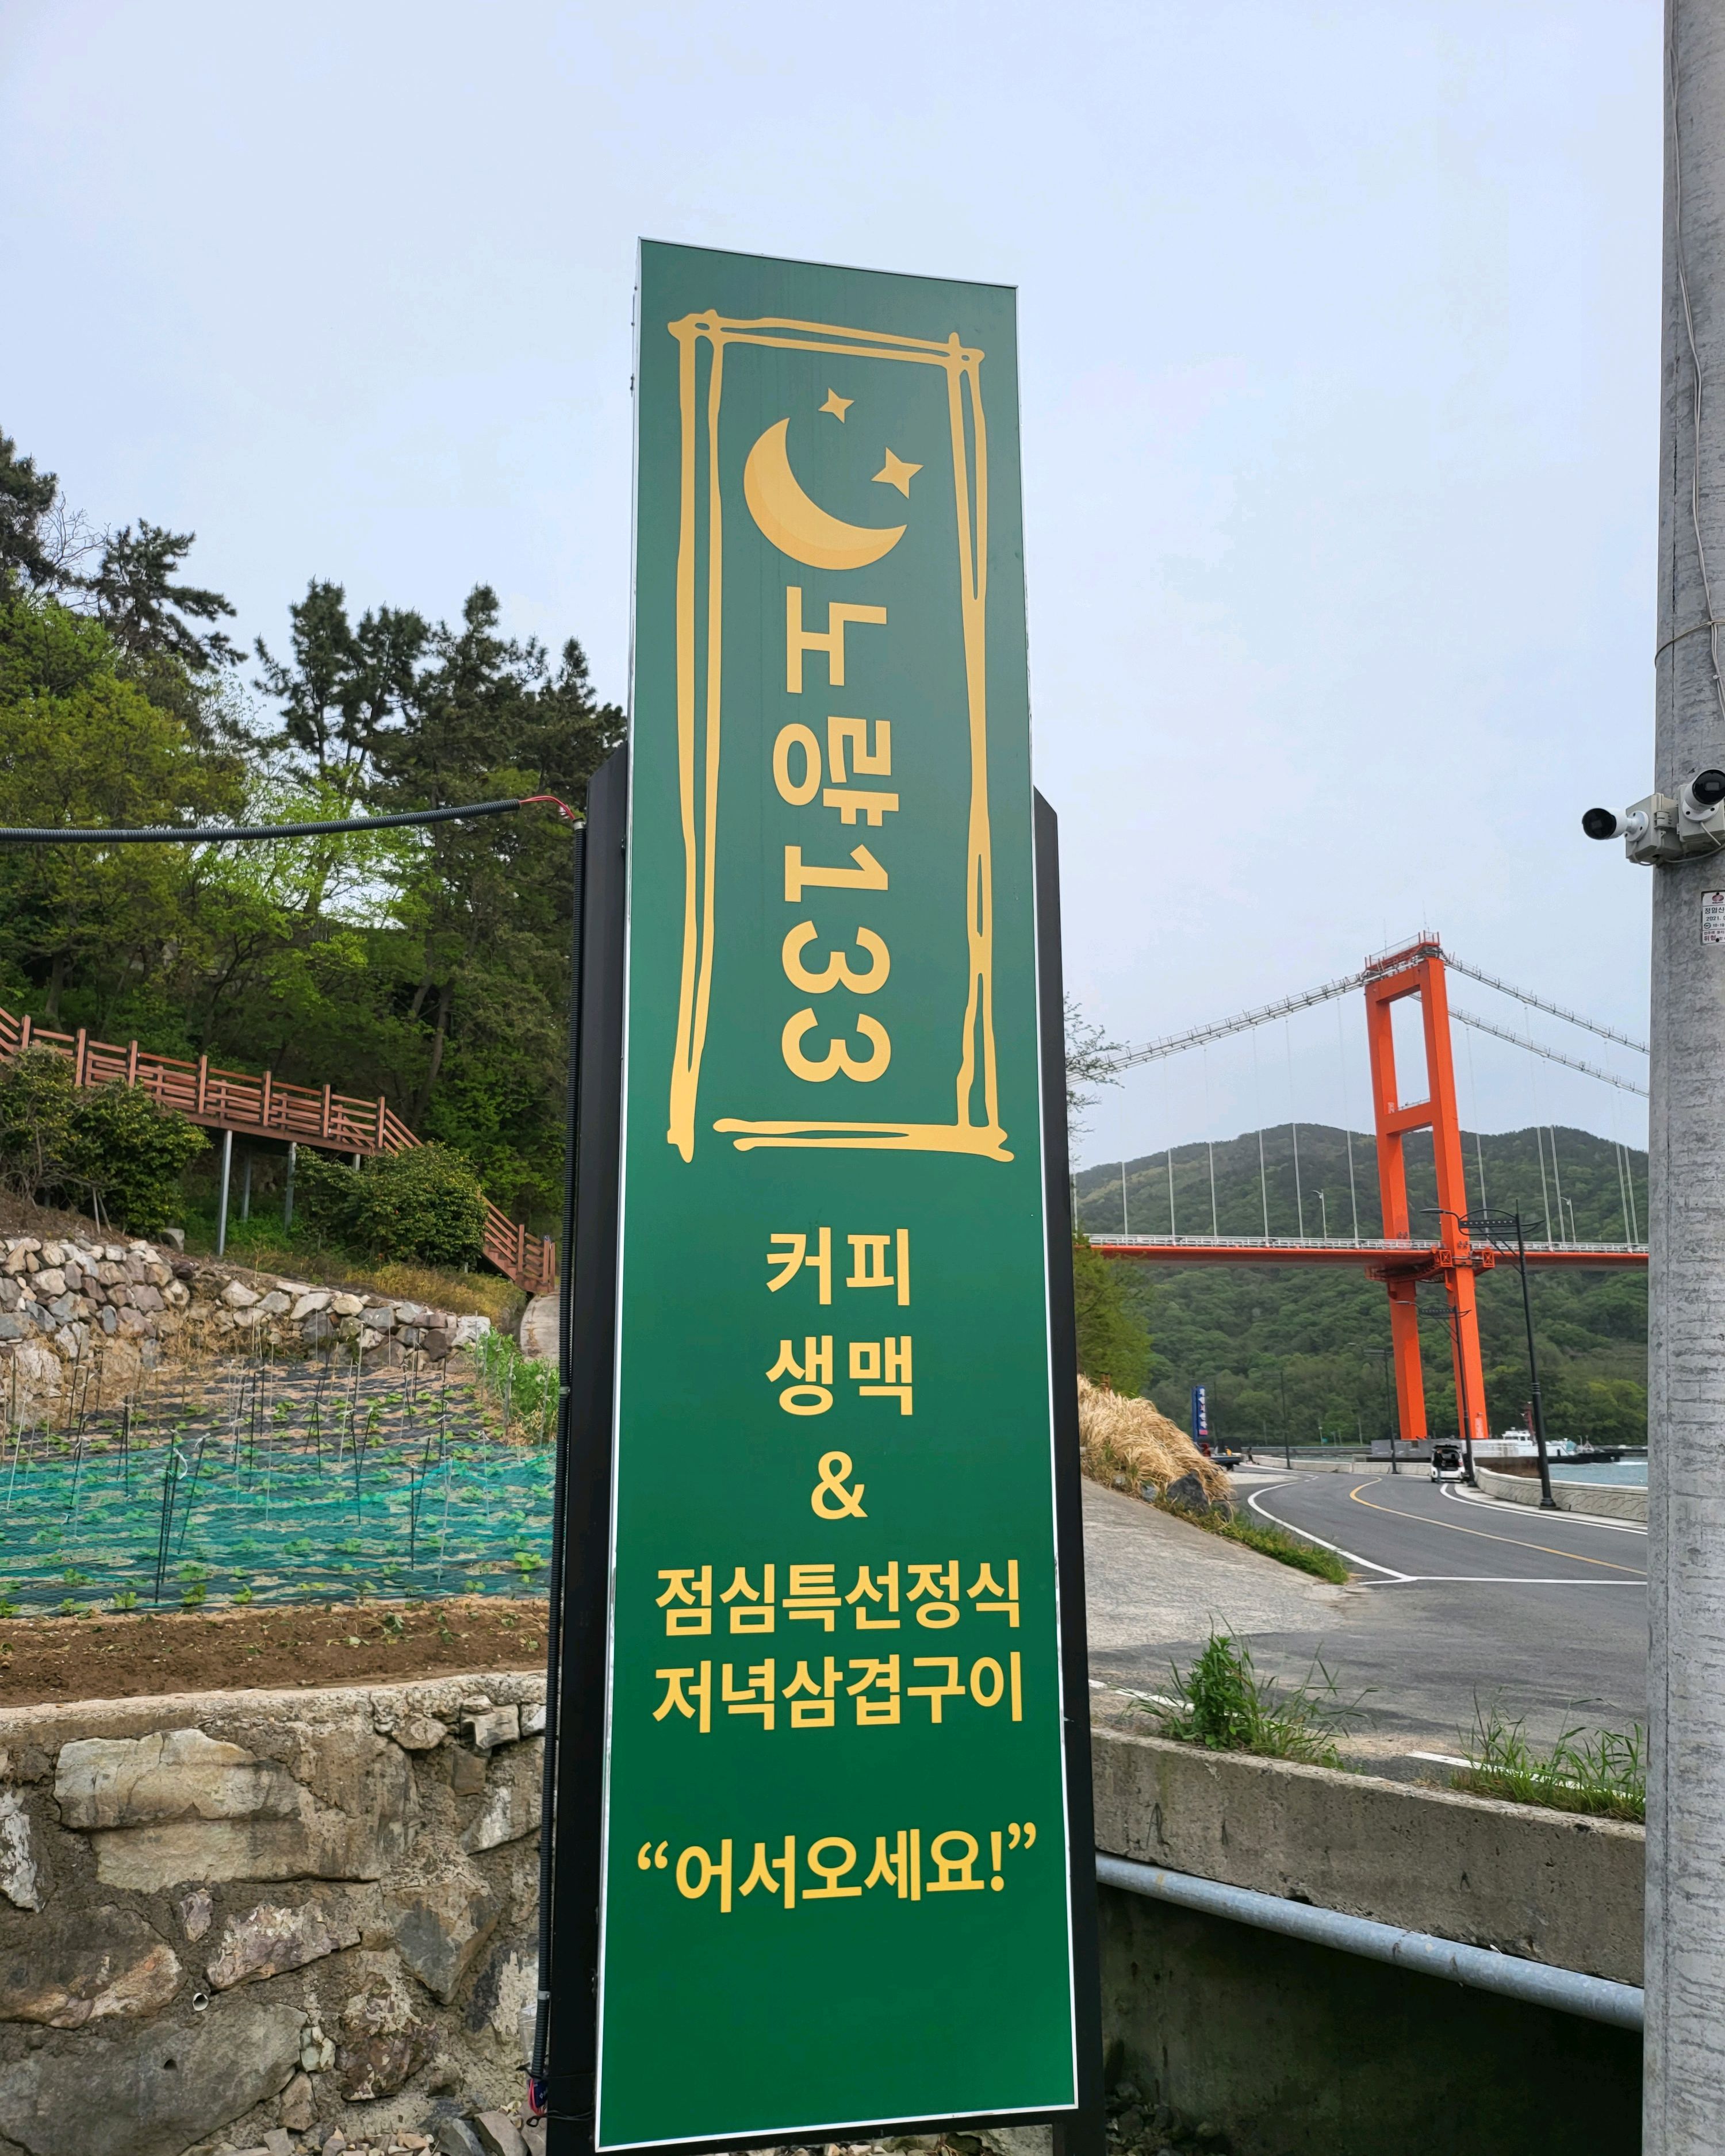 노량133
커피
생맥
&
점심특선정식
저녁삼겹구이
“어서오세요!”